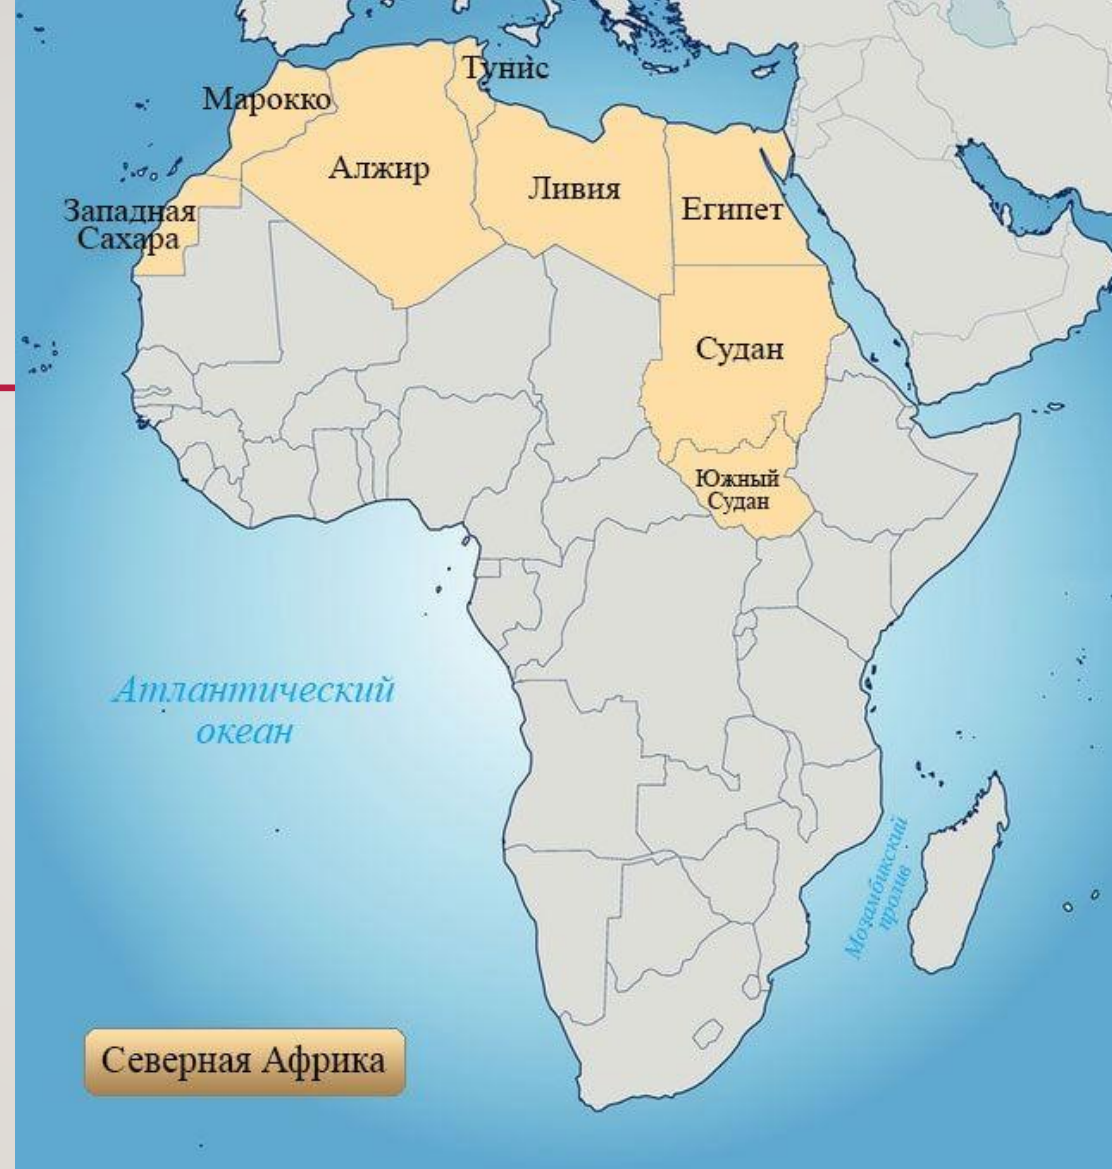 Тунис
Марокко
Алжир
Ливия
Египет
Западная
Сахара
Судан
Южный
Судан
Атлантический
океан
Мозамбикский
пролив
Северная Африка